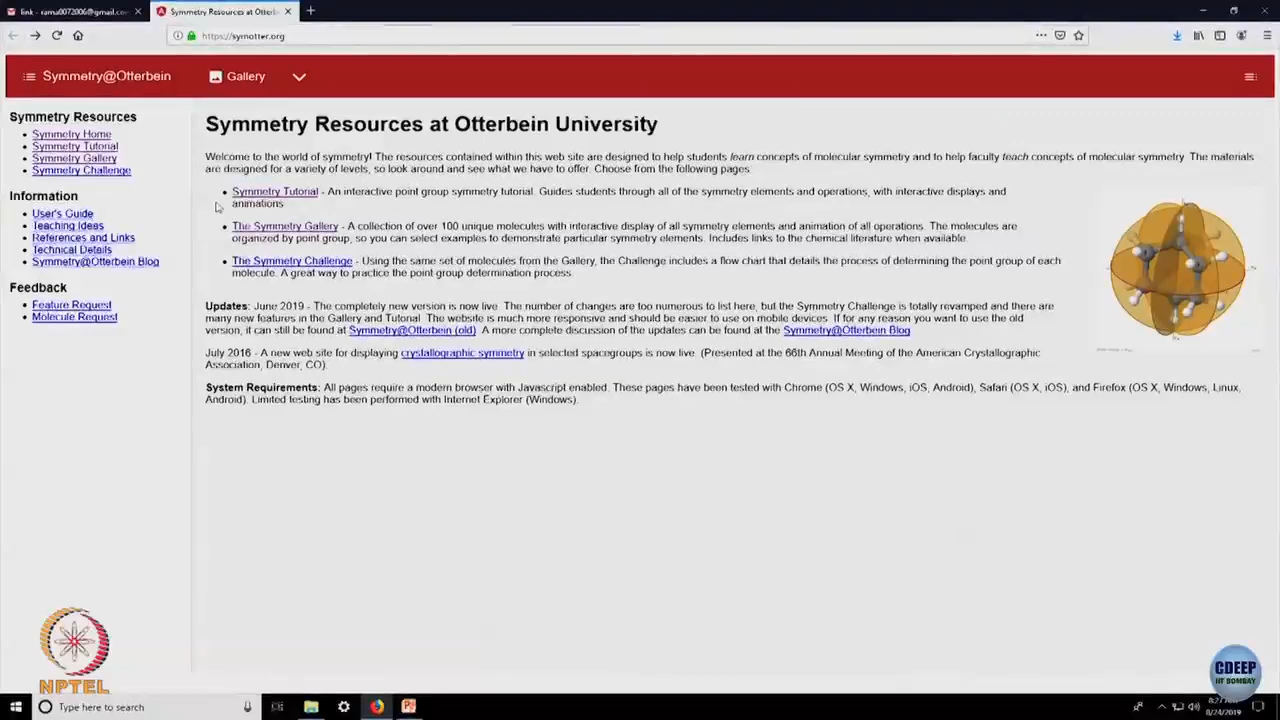 link - rama0072006@gmail.com
Symmetry Resources at Otterb
https://symotter.org
Symmetry@Otterbein
Gallery
Symmetry Resources
Symmetry Home
Symmetry Tutorial
Symmetry Gallery
Symmetry Challenge
Information
User's Guide
Teaching Ideas
References and Links
Technical Details
Symmetry@Otterbein Blog
Feedback
Feature Request
Molecule Request
Symmetry Resources at Otterbein University
Welcome to the world of symmetry! The resources contained within this web site are designed to help students learn concepts of molecular symmetry and to help faculty teach concepts of molecular symmetry. The materials
are designed for a variety of levels, so look around and see what we have to offer. Choose from the following pages.
Symmetry Tutorial - An interactive point group symmetry tutorial. Guides students through all of the symmetry elements and operations, with interactive displays and
animations.
The Symmetry Gallery - A collection of over 100 unique molecules with interactive display of all symmetry elements and animation of all operations. The molecules are
organized by point group, so you can select examples to demonstrate particular symmetry elements. Includes links to the chemical literature when available.
The Symmetry Challenge - Using the same set of molecules from the Gallery, the Challenge includes a flow chart that details the process of determining the point group of each
molecule. A great way to practice the point group determination process.
Updates: June 2019 - The completely new version is now live. The number of changes are too numerous to list here, but the Symmetry Challenge is totally revamped and there are
many new features in the Gallery and Tutorial. The website is much more responsive and should be easier to use on mobile devices. If for any reason you want to use the old
version, it can still be found at Symmetry@Otterbein (old). A more complete discussion of the updates can be found at the Symmetry@Otterbein Blog
July 2016 - A new web site for displaying crystallographic symmetry in selected spacegroups is now live. (Presented at the 66th Annual Meeting of the American Crystallographic
Association, Denver, CO).
System Requirements: All pages require a modern browser with Javascript enabled. These pages have been tested with Chrome (OS X, Windows, iOS, Android), Safari (OS X, iOS), and Firefox (OS X, Windows, Linux,
Android). Limited testing has been performed with Internet Explorer (Windows).
NPTEL
CDEEP
IIT BOMBAY
Type here to search
8/24/2019